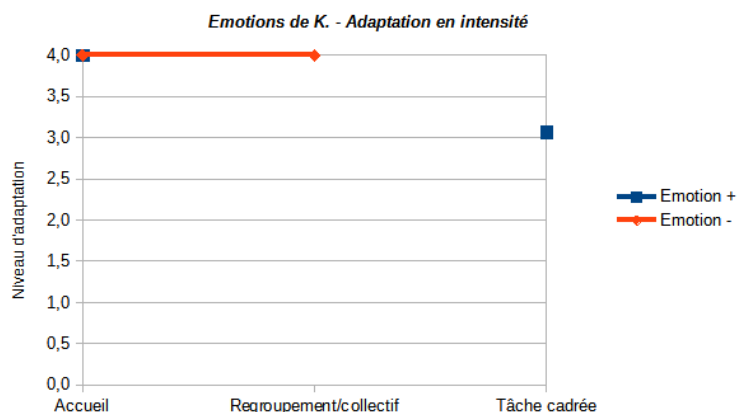 Emotions de K. - Adaptation en intensité
Niveau d'adaptation
4,0
3,5
3,0
2,5
2,0
1,5
1,0
0,5
0,0
Accueil
Regroupement/collectif
Tâche cadrée
Emotion +
Emotion -